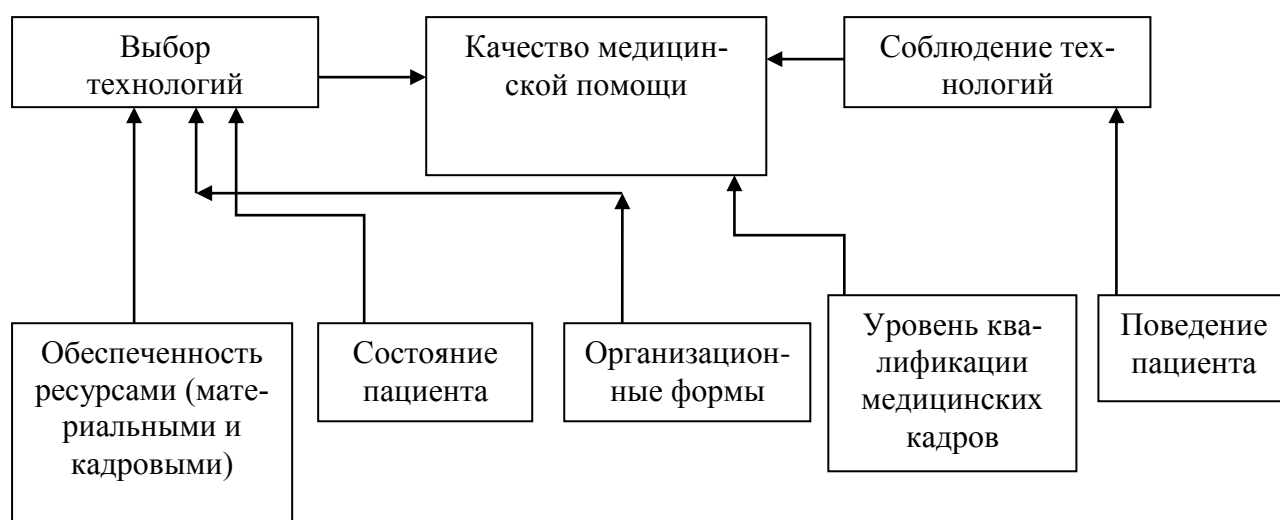 Выбор
технологий
Качество медицин-
ской помощи
Соблюдение тех-
нологий
Обеспеченность
ресурсами (мате-
риальными и
кадровыми)
Состояние
пациента
Организацион-
ные формы
Уровень ква-
лификации
медицинских
кадров
Поведение
пациента